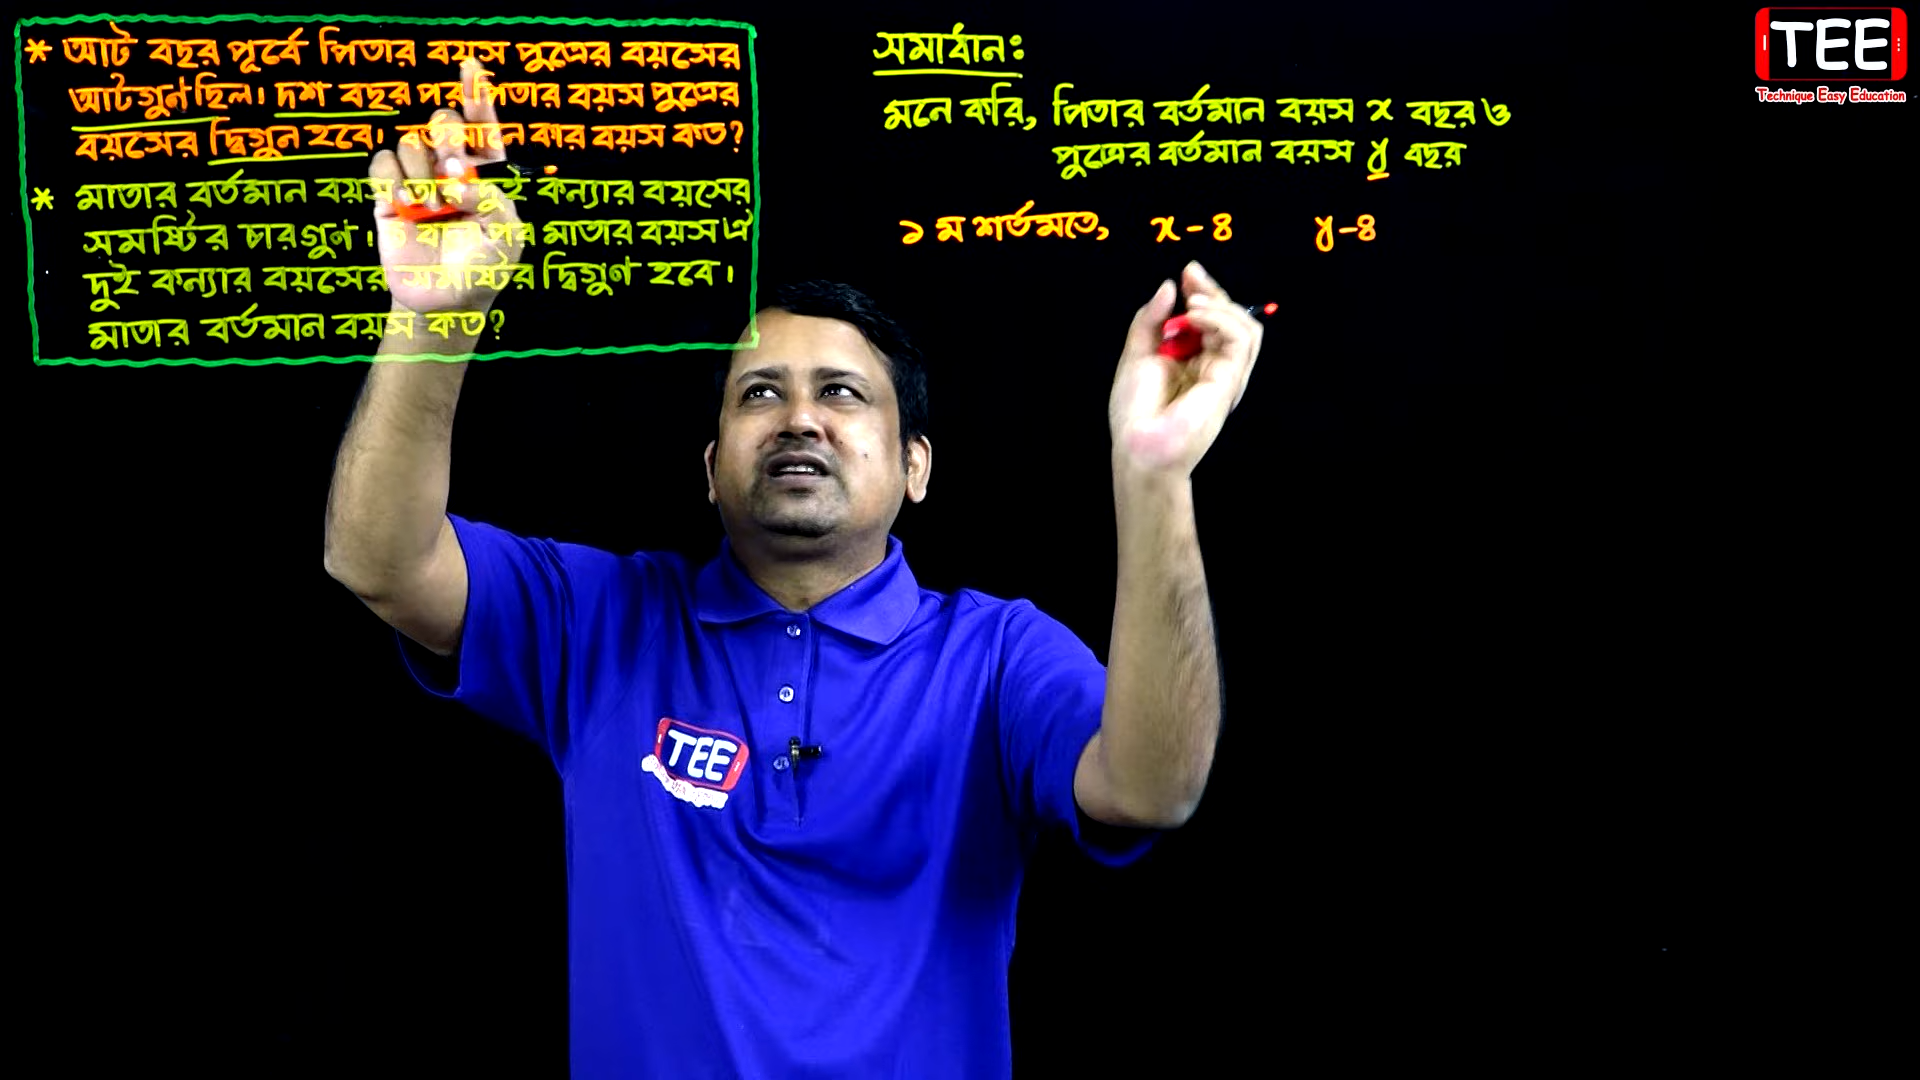 * আট বছর পূর্বে পিতার বয়স পুত্রের বয়সের
আটগুণ ছিল। দশ বছর পর পিতার বয়স পুত্রের
বয়সের দ্বিগুন হবে। বর্তমানে কার বয়স কত?
* মাতার বর্তমান বয়স তার দুই কন্যার বয়সের
সমষ্টির চারগুণ। বছর পর মাতার বয়স ঐ
দুই কন্যার বয়সের সমষ্টির দ্বিগুণ হবে।
মাতার বর্তমান বয়স কত?
সমাধানঃ
মনে করি, পিতার বর্তমান বয়স x বছর ও
পুত্রের বর্তমান বয়স y বছর
১ম শর্তমতে, x-8 y-8
TEE
Technique Easy Education
TEE